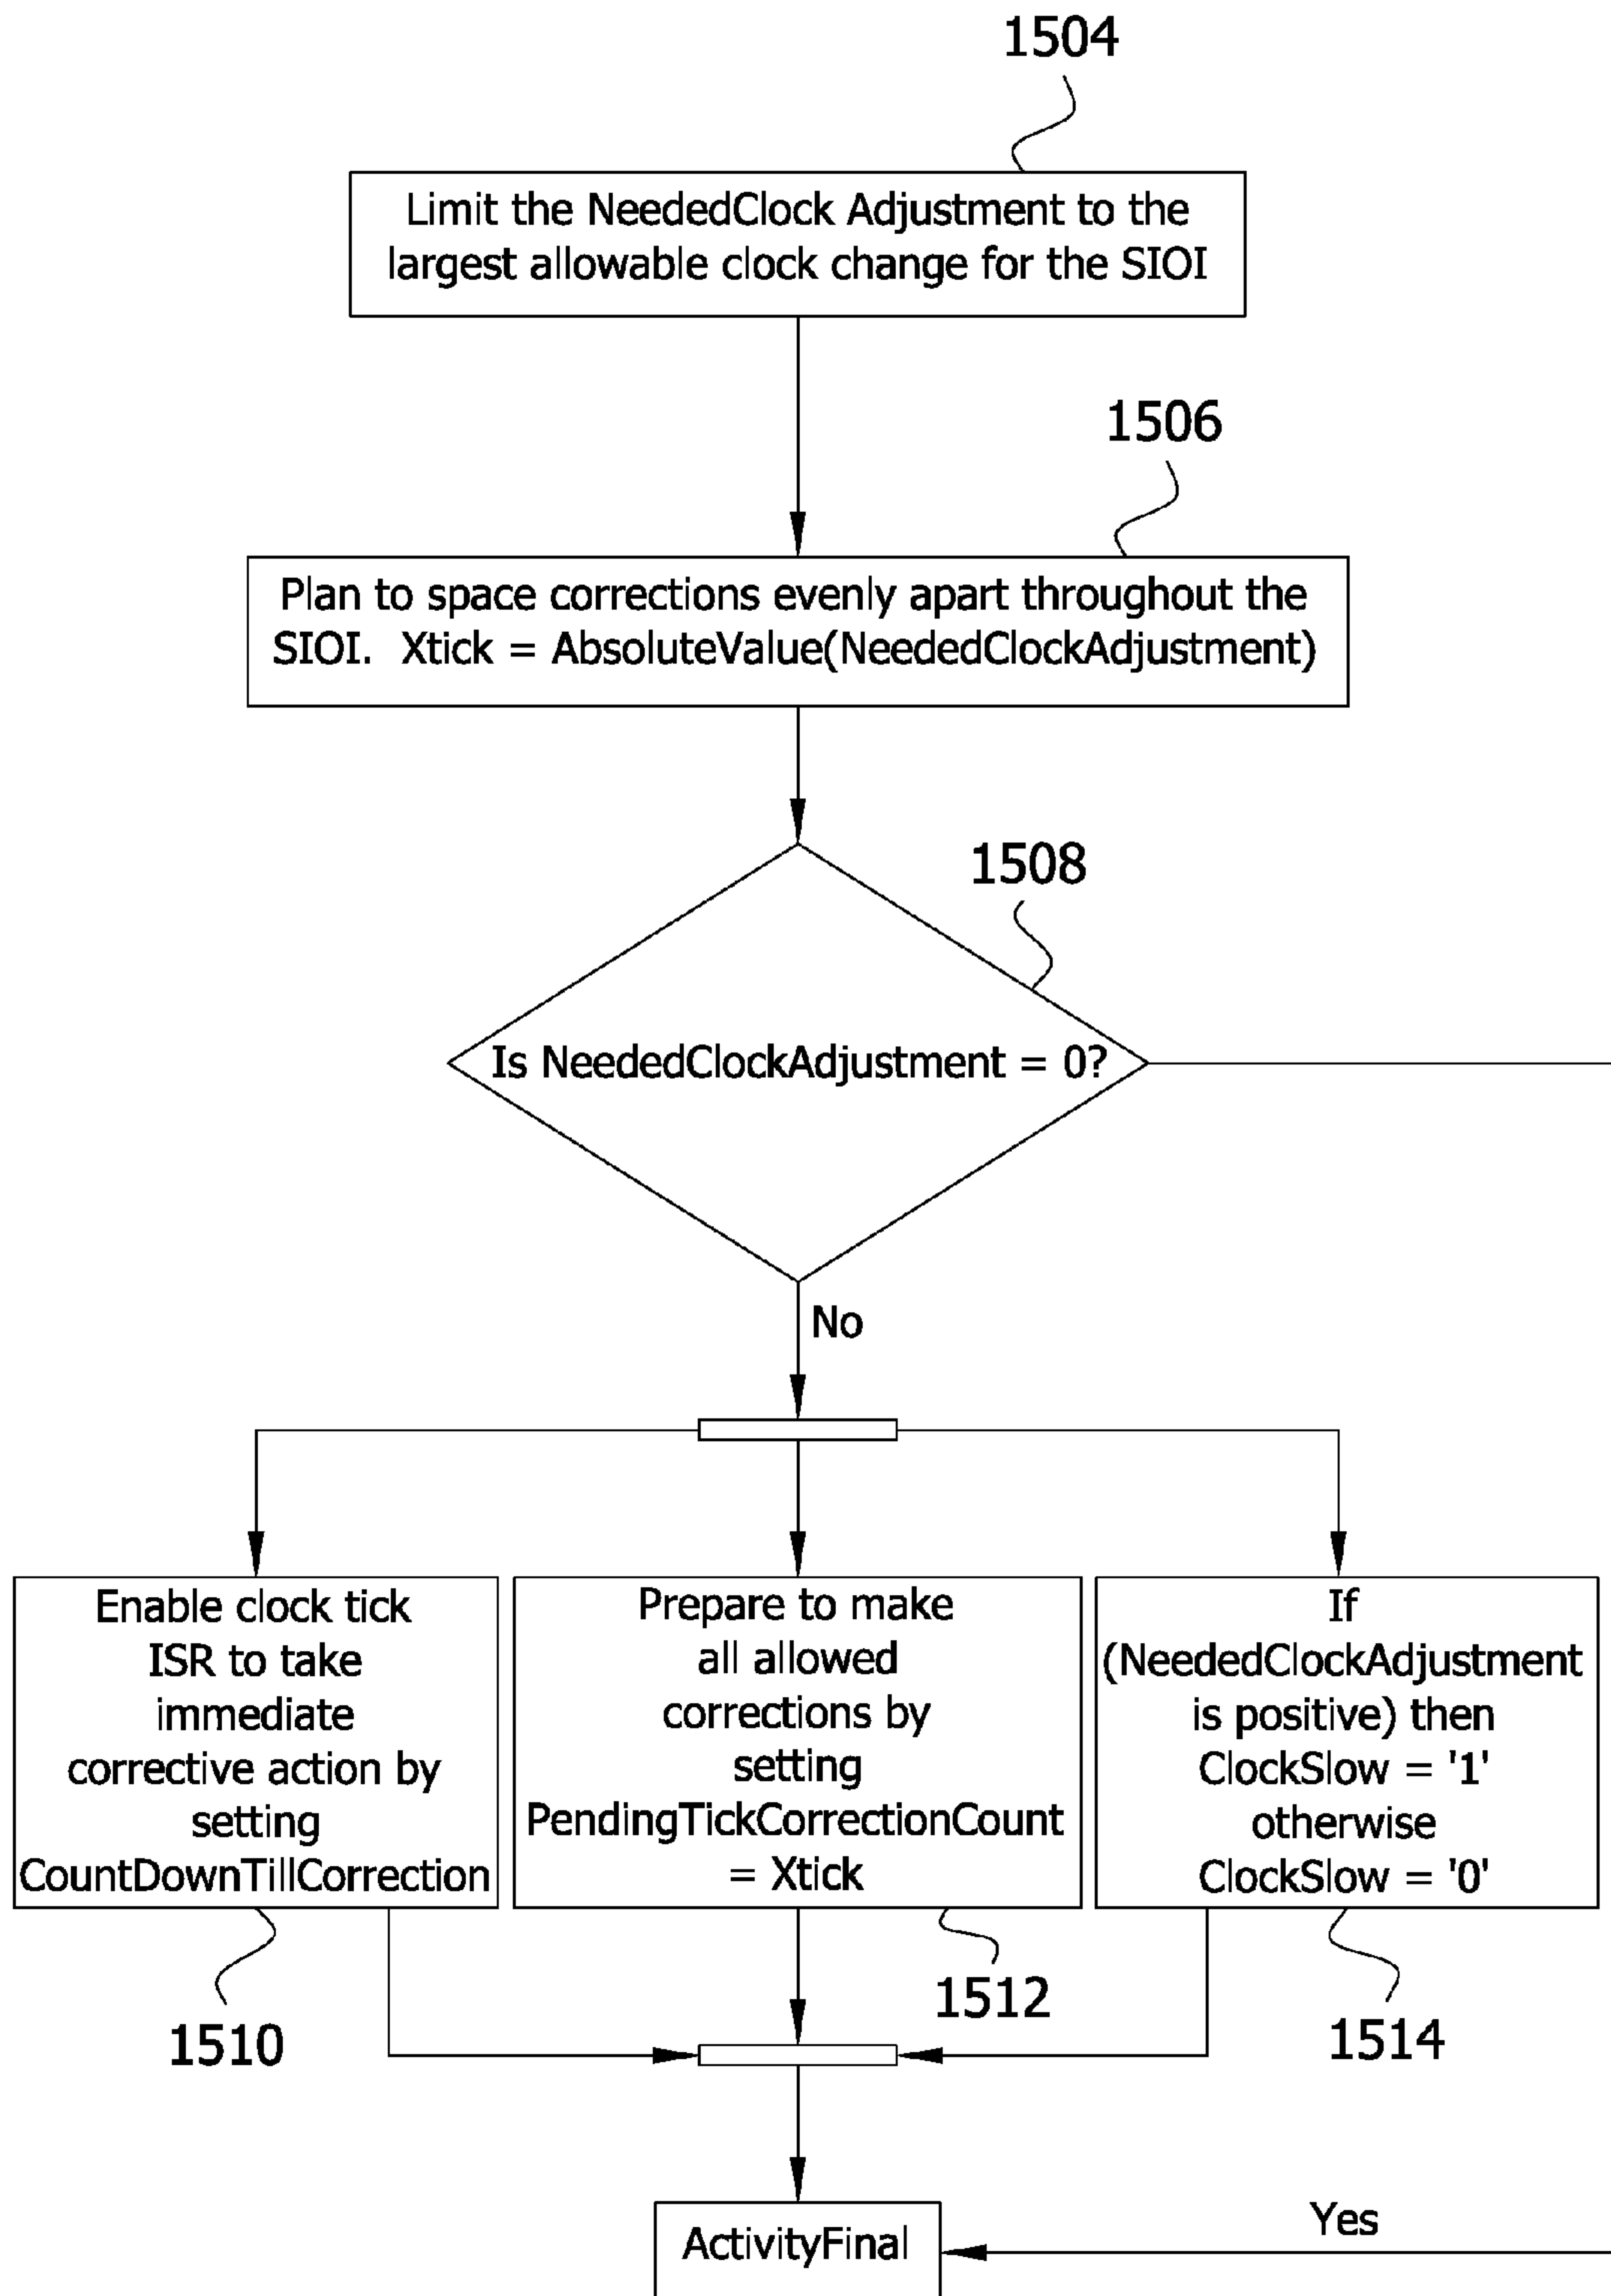 1504
Limit the NeededClock Adjustment to the
largest allowable clock change for the SIOI
1506
Plan to space corrections evenly apart throughout the
SIOI. Xtick = AbsoluteValue(NeededClockAdjustment)
1508
Is NeededClockAdjustment = 0?
No
Enable clock tick
ISR to take
immediate
corrective action by
setting
CountDownTillCorrection
Prepare to make
all allowed
corrections by
setting
PendingTickCorrectionCount
= Xtick
If
(NeededClockAdjustment
is positive) then
ClockSlow = '1'
otherwise
ClockSlow = '0'
1510
1512
1514
ActivityFinal
Yes